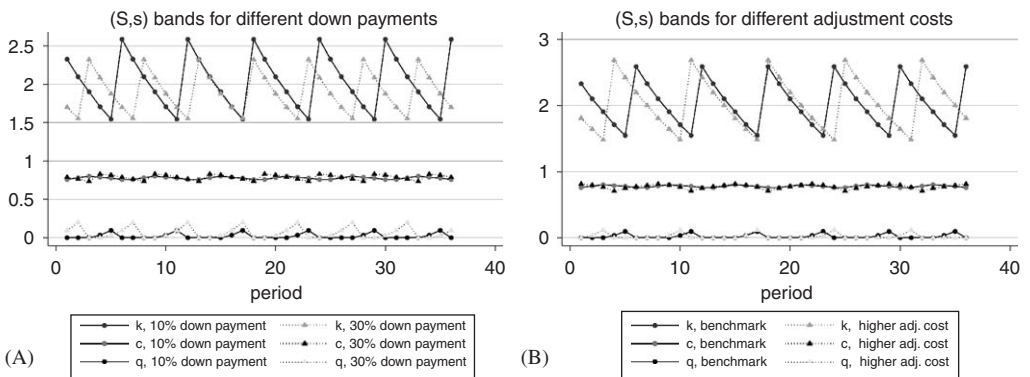 (S,s) bands for different down payments
2.5
2
1.5
1
0.5
0
0 10 20 30 40
period
k, 10% down payment k, 30% down payment
c, 10% down payment c, 30% down payment
q, 10% down payment q, 30% down payment
(A)
(S,s) bands for different adjustment costs
3
2
1
0
0 10 20 30 40
period
k, benchmark k, higher adj. cost
c, benchmark c, higher adj. cost
q, benchmark q, higher adj. cost
(B)